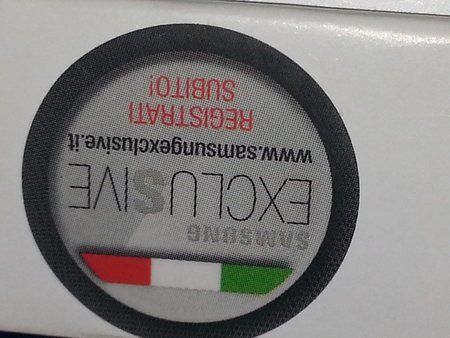 SAMSUNG
EXCLUSIVE
www.samsungexclusive.it
REGISTRATI
SUBITO!